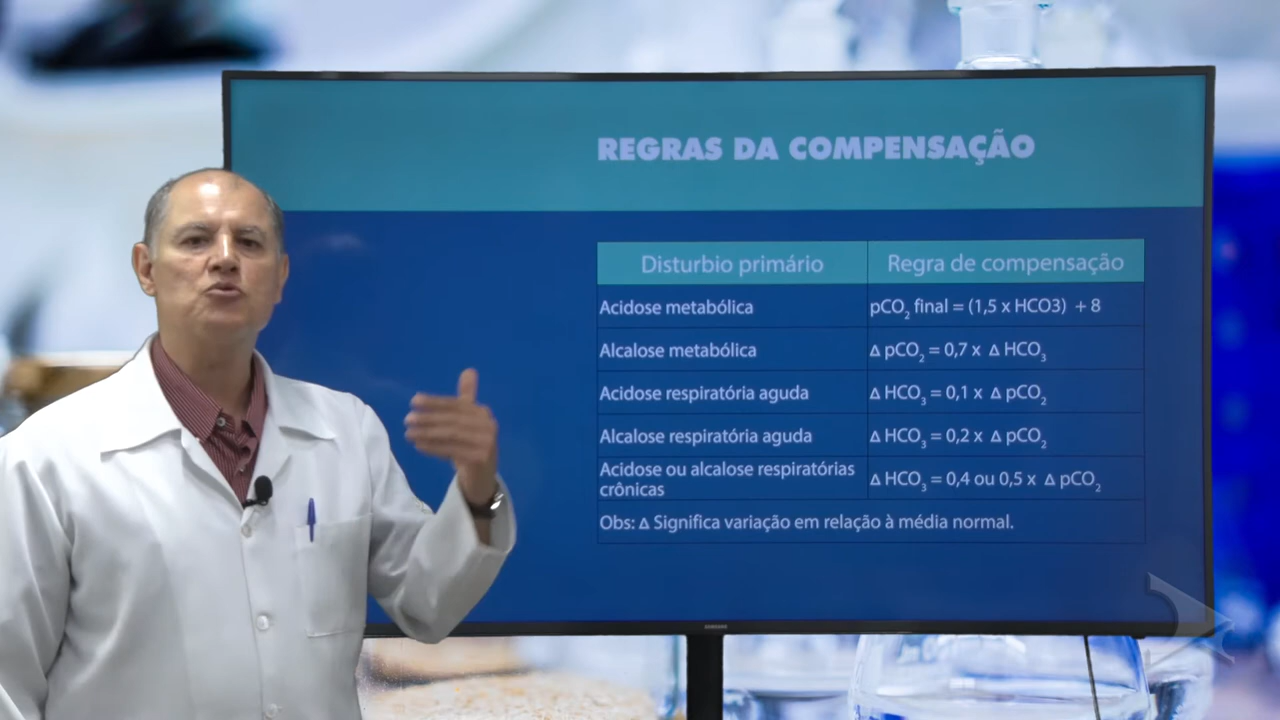 REGRAS DA COMPENSAÇÃO
Disturbio primário Regra de compensação
Acidose metabólica pCO₂ final = (1,5 x HCO3) + 8
Alcalose metabólica Δ pCO₂ = 0,7 x Δ HCO₃
Acidose respiratória aguda Δ HCO₃ = 0,1 x Δ pCO₂
Alcalose respiratória aguda Δ HCO₃ = 0,2 x Δ pCO₂
Acidose ou alcalose respiratórias
crônicas Δ HCO₃ = 0,4 ou 0,5 x Δ pCO₂
Obs: Δ Significa variação em relação à média normal.
SAMSUNG